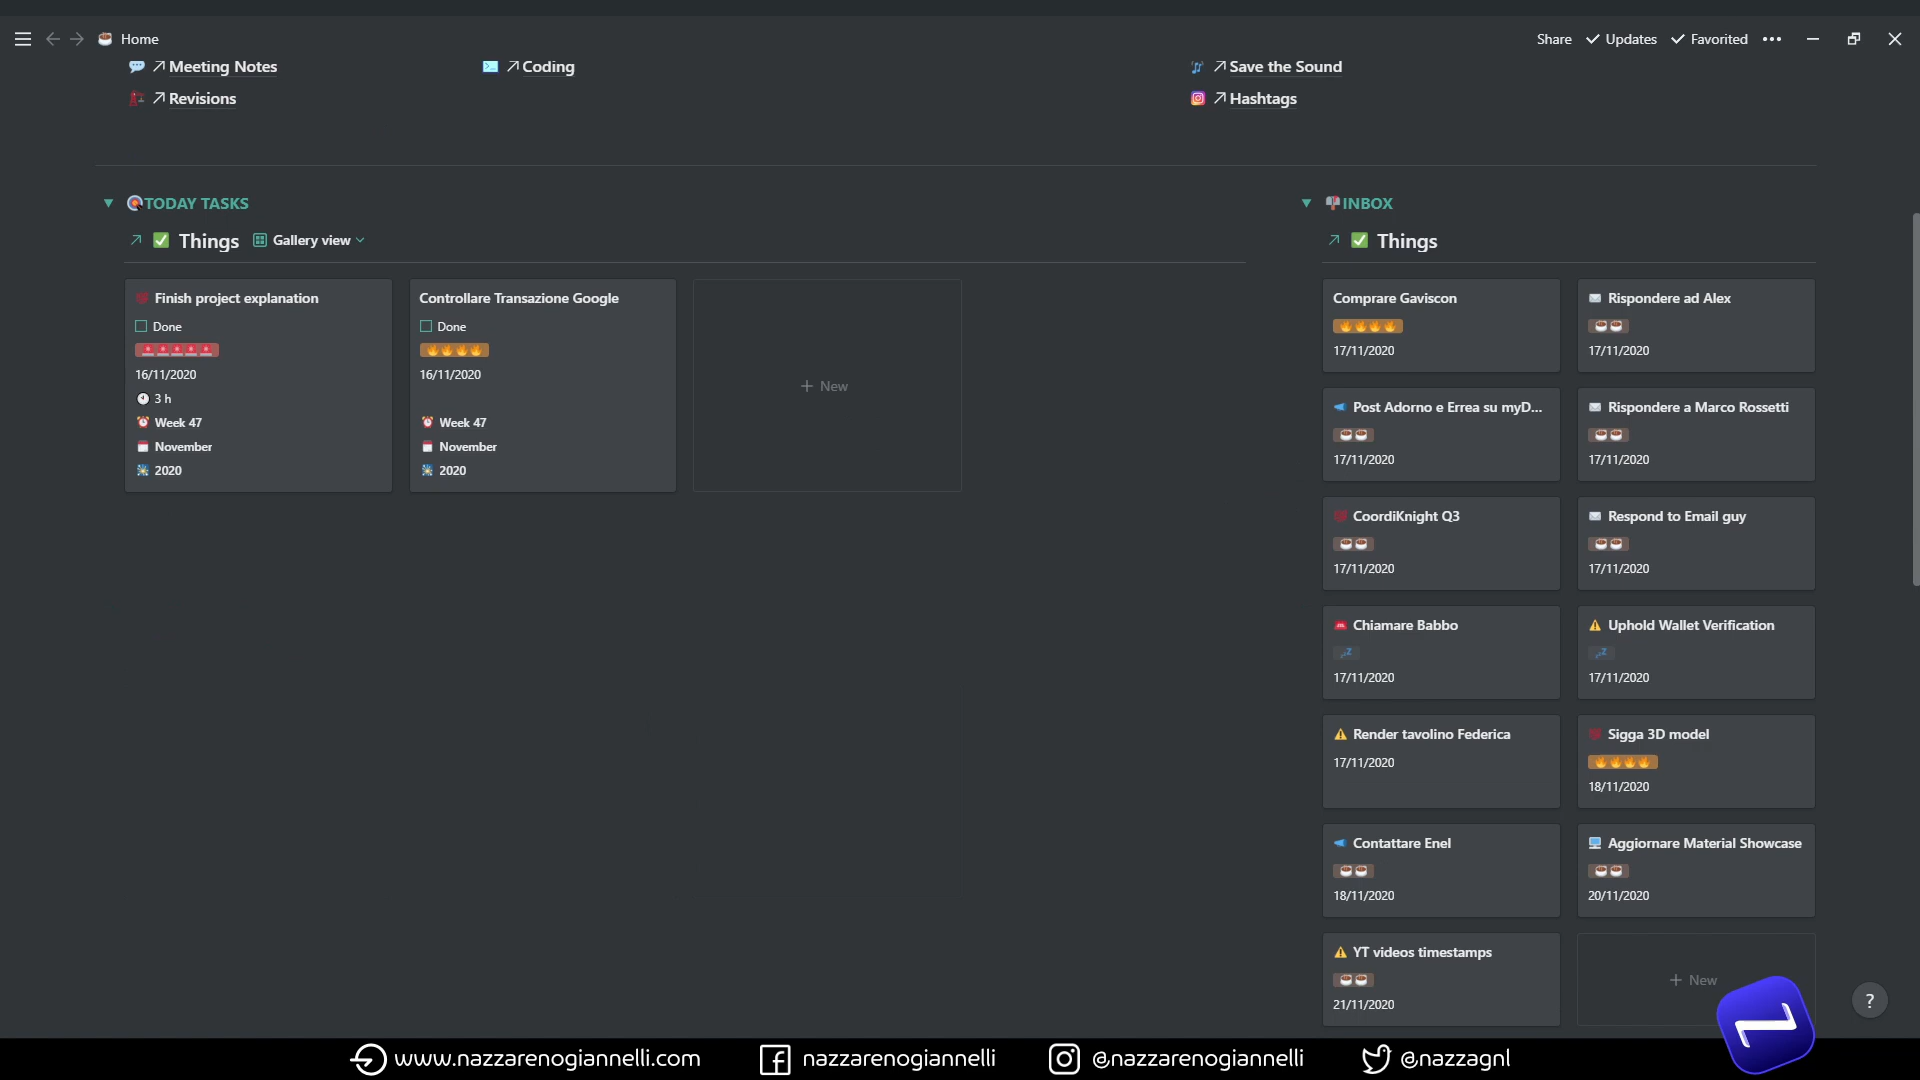 Home
Share
Updates
Favorited
Meeting Notes
Coding
Save the Sound
Revisions
Hashtags
TODAY TASKS
Things
Gallery view
Finish project explanation
Done
16/11/2020
3 h
Week 47
November
2020
Controllare Transazione Google
Done
16/11/2020
Week 47
November
2020
+ New
INBOX
Things
Comprare Gaviscon
17/11/2020
Rispondere ad Alex
17/11/2020
Post Adorno e Errea su myD...
17/11/2020
Rispondere a Marco Rossetti
17/11/2020
CoordiKnight Q3
17/11/2020
Respond to Email guy
17/11/2020
Chiamare Babbo
17/11/2020
Uphold Wallet Verification
17/11/2020
Render tavolino Federica
17/11/2020
Sigga 3D model
18/11/2020
Contattare Enel
18/11/2020
Aggiornare Material Showcase
20/11/2020
YT videos timestamps
21/11/2020
+ New
?
www.nazzarenogiannelli.com
nazzarenogiannelli
@nazzarenogiannelli
@nazzagnl